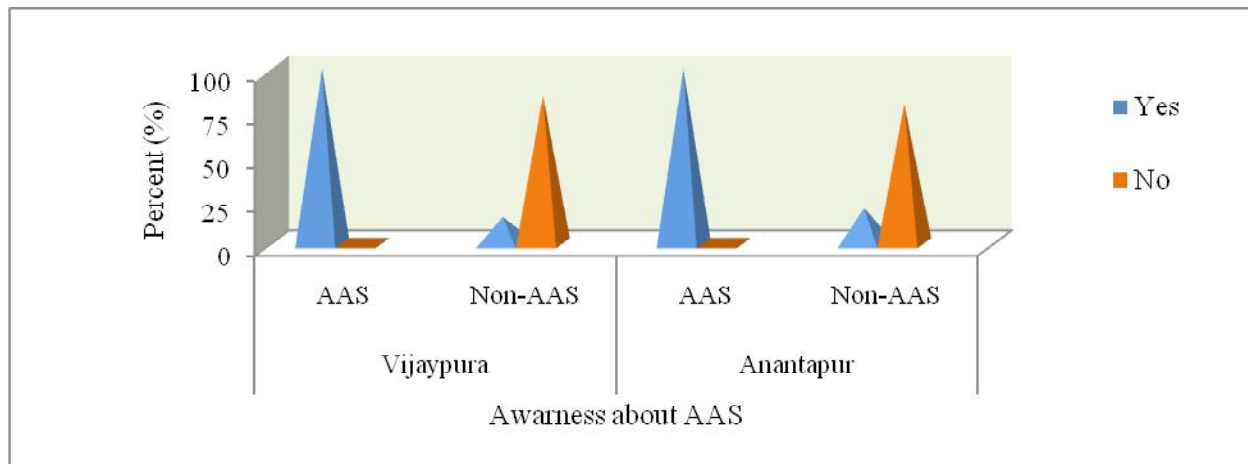 Percent (%)
100
75
50
25
0
AAS
Non-AAS
AAS
Non-AAS
Vijaypura
Anantapur
Awarness about AAS
Yes
No